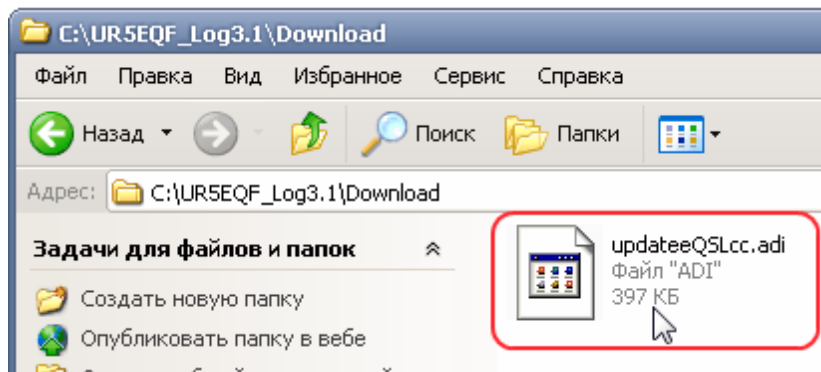 C:\UR5EQF_Log3.1\Download
Файл Правка Вид Избранное Сервис Справка
Назад Поиск Папки
Адрес: C:\UR5EQF_Log3.1\Download
Задачи для файлов и папок
updateeQSLcc.adi
Файл "ADI"
397 КБ
Создать новую папку
Опубликовать папку в вебе